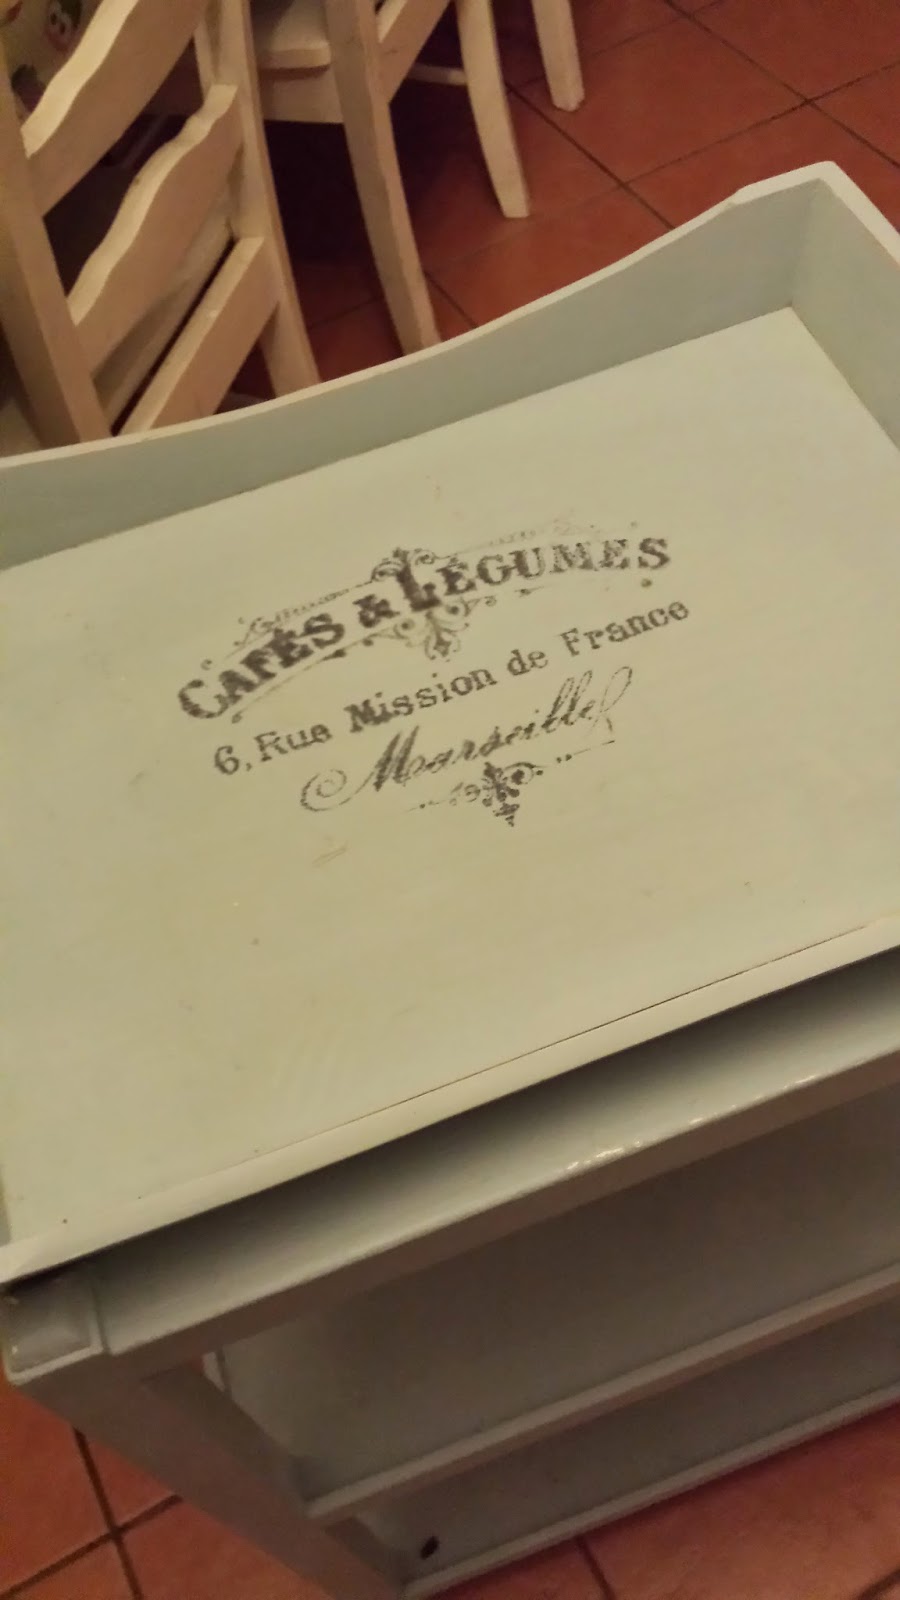 CAFÉS & LÉGUMES
6, Rue Mission de France
Marseille